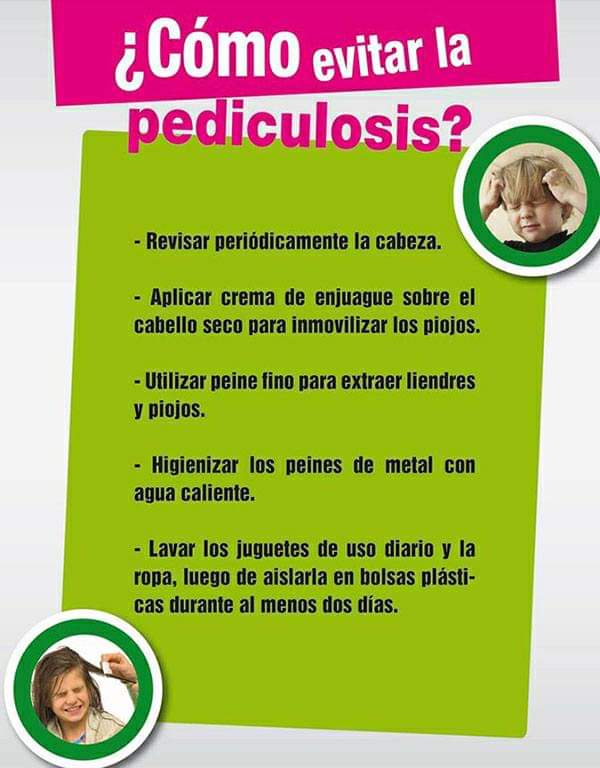 ¿Cómo evitar la
pediculosis?
- Revisar periódicamente la cabeza.
- Aplicar crema de enjuague sobre el
cabello seco para inmovilizar los piojos.
- Utilizar peine fino para extraer liendres
y piojos.
- Higienizar los peines de metal con
agua caliente.
- Lavar los juguetes de uso diario y la
ropa, luego de aislarla en bolsas plásti-
cas durante al menos dos días.